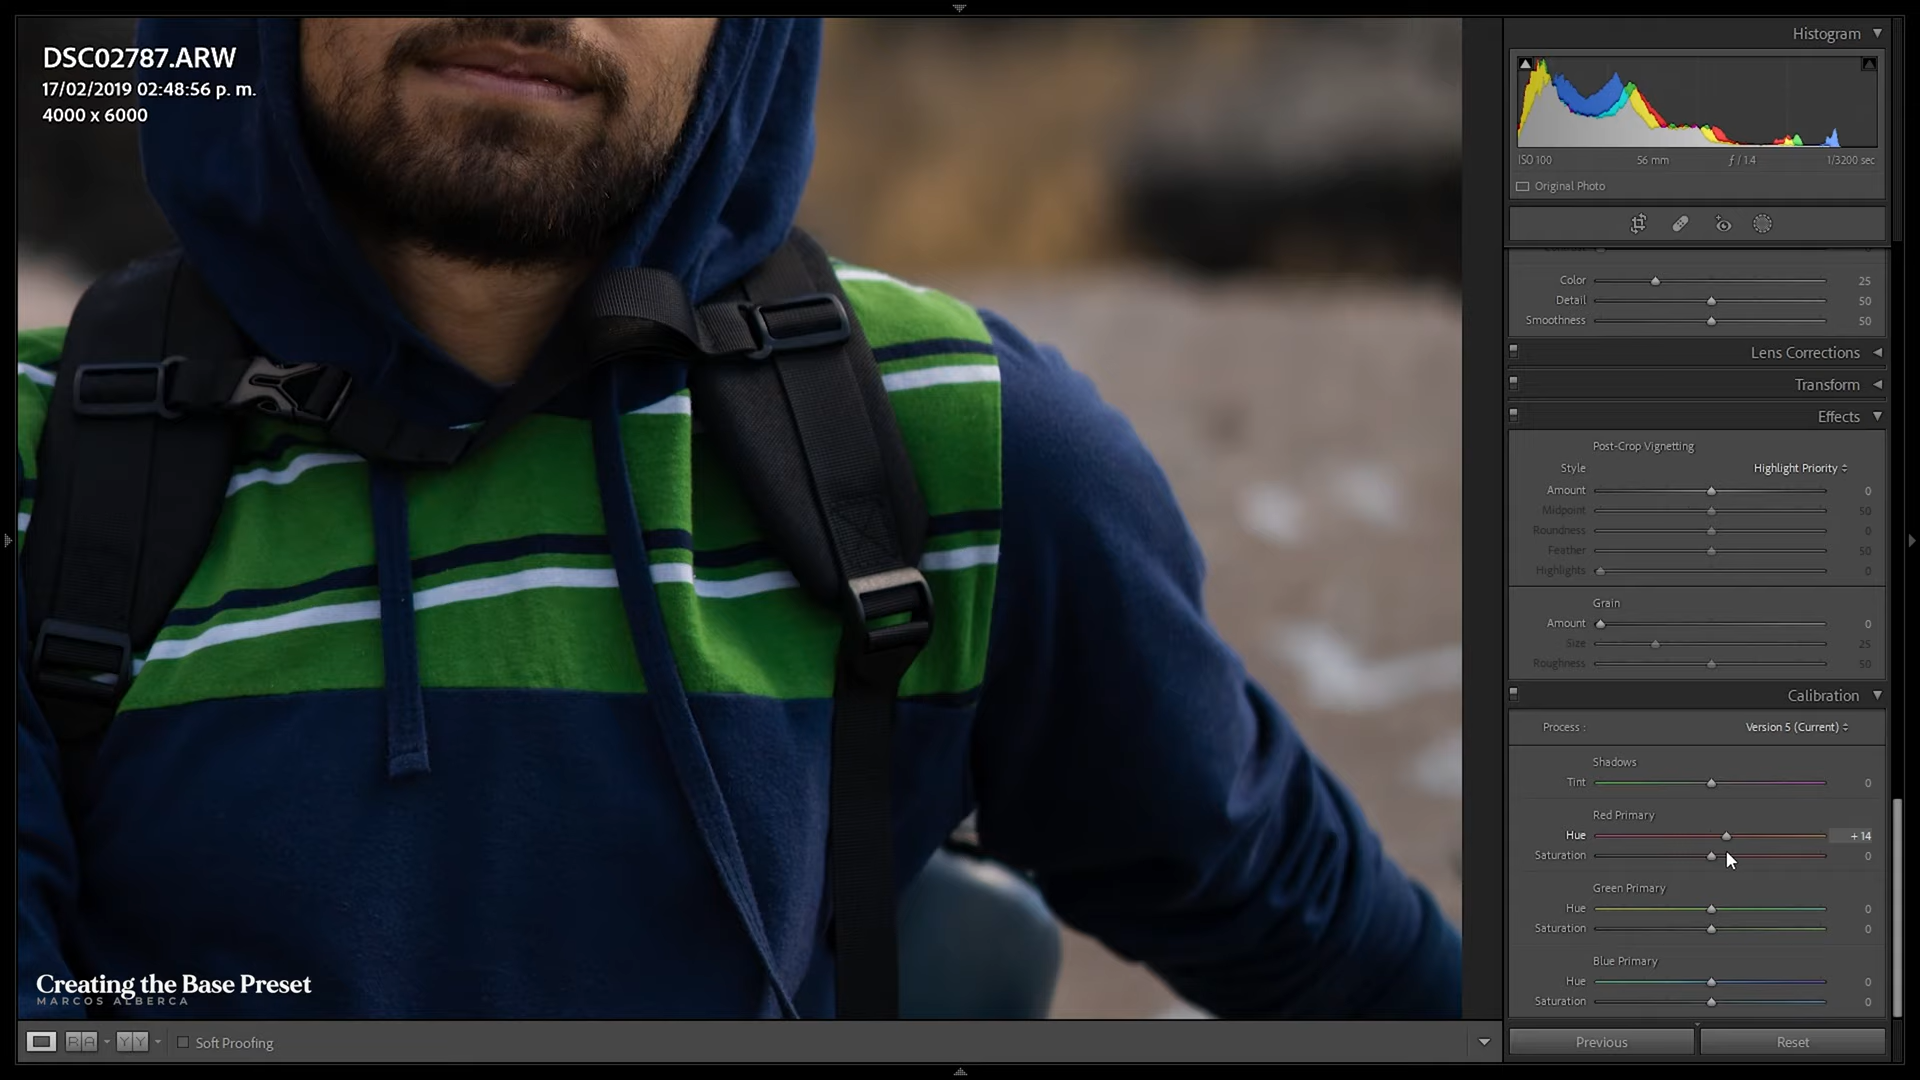 DSC02787.ARW
17/02/2019 02:48:56 p. m.
4000 x 6000
Creating the Base Preset
MARCOS ALBERCA
Soft Proofing
Histogram
ISO 100 56 mm ƒ / 1.4 1/3200 sec
Original Photo
Color 25
Detail 50
Smoothness 50
Lens Corrections
Transform
Effects
Post-Crop Vignetting
Style Highlight Priority
Amount 0
Midpoint 50
Roundness 0
Feather 50
Highlights 0
Grain
Amount 0
Size 25
Roughness 50
Calibration
Process : Version 5 (Current)
Shadows
Tint 0
Red Primary
Hue + 14
Saturation 0
Green Primary
Hue 0
Saturation 0
Blue Primary
Hue 0
Saturation 0
Previous Reset